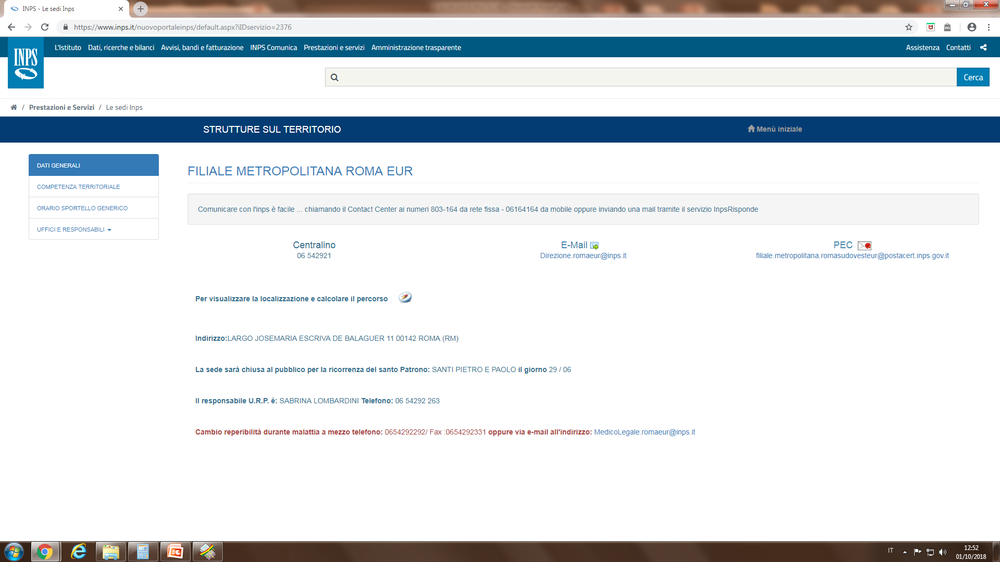 INPS - Le sedi Inps
https://www.inps.it/nuovoportaleinps/default.aspx?iIDservizio=2376
INPS
L'Istituto Dati, ricerche e bilanci Avvisi, bandi e fatturazione INPS Comunica Prestazioni e servizi Amministrazione trasparente Assistenza Contatti
Cerca
/ Prestazioni e Servizi / Le sedi Inps
STRUTTURE SUL TERRITORIO Menù iniziale
DATI GENERALI
COMPETENZA TERRITORIALE
ORARIO SPORTELLO GENERICO
UFFICI E RESPONSABILI
FILIALE METROPOLITANA ROMA EUR
Comunicare con l'inps è facile ... chiamando il Contact Center ai numeri 803-164 da rete fissa - 06164164 da mobile oppure inviando una mail tramite il servizio InpsRisponde
Centralino E-Mail PEC
06 542921 Direzione.romaeur@inps.it filiale.metropolitana.romasudovesteur@postacert.inps.gov.it
Per visualizzare la localizzazione e calcolare il percorso
Indirizzo:LARGO JOSEMARIA ESCRIVA DE BALAGUER 11 00142 ROMA (RM)
La sede sarà chiusa al pubblico per la ricorrenza del santo Patrono: SANTI PIETRO E PAOLO il giorno 29 / 06
Il responsabile U.R.P. è: SABRINA LOMBARDINI Telefono: 06 54292 263
Cambio reperibilità durante malattia a mezzo telefono: 0654292292/ Fax :0654292331 oppure via e-mail all'indirizzo: MedicoLegale.romaeur@inps.it
IT
12:52
01/10/2018